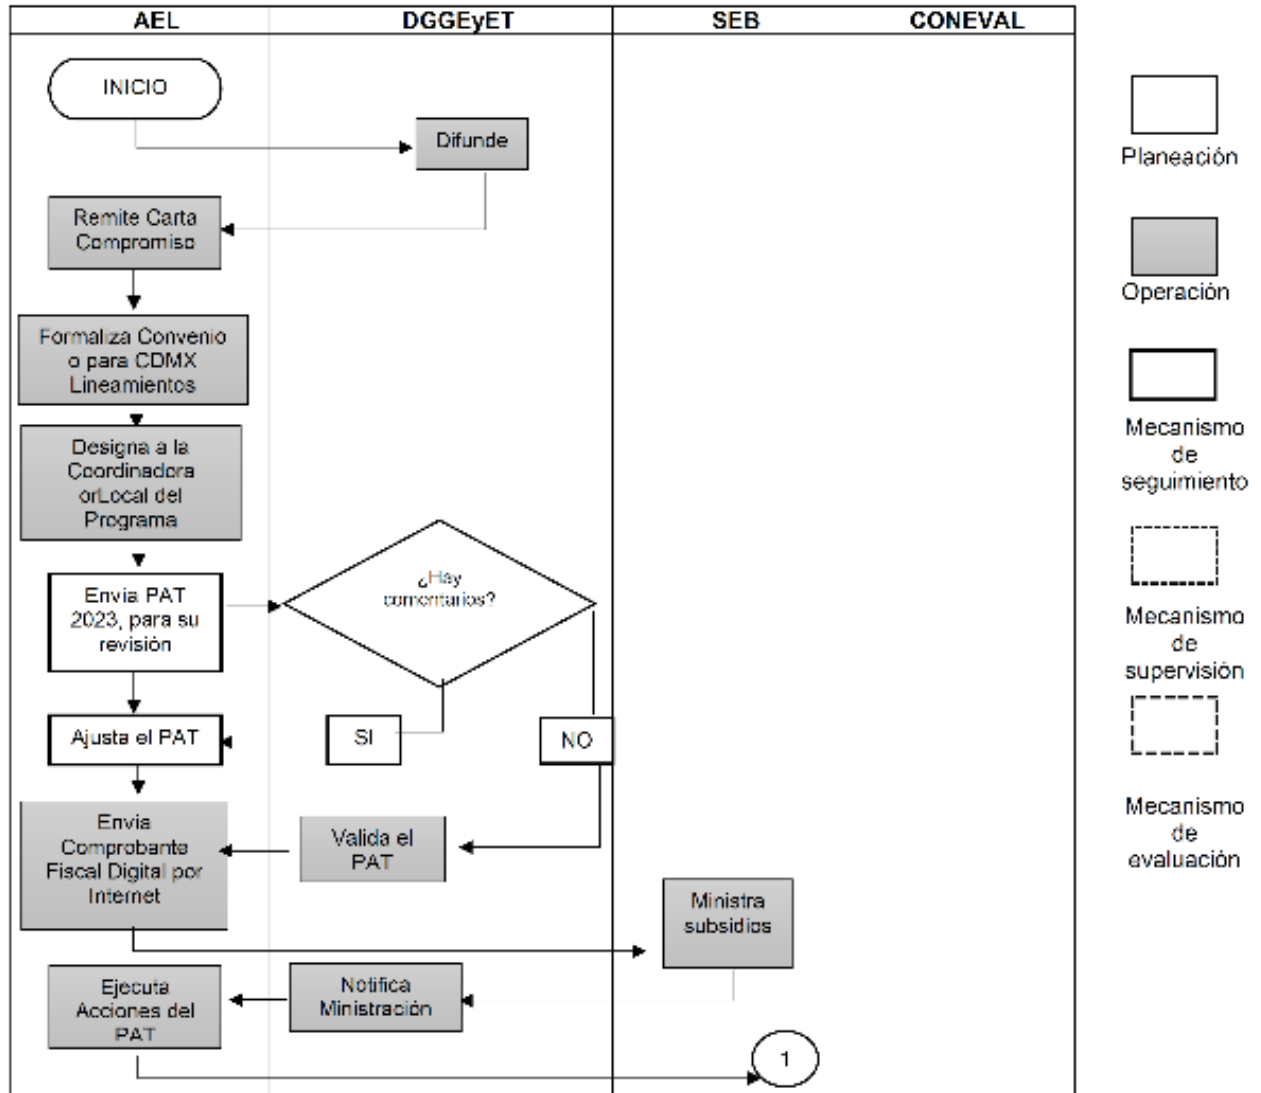 AEL DGGEyET SEB CONEVAL
INICIO
Difunde
Remite Carta
Compromiso
Formaliza Convenio
o para CDMX
Lineamientos
Designa a la
Coordinadora
orLocal del
Programa
Envia PAT
2023, para su
revisión
¿Hay
comentarios?
Ajusta el PAT
SI
NO
Envia
Comprobante
Fiscal Digital por
Internet
Valida el
PAT
Ministra
subsidios
Ejecuta
Acciones del
PAT
Notifica
Ministración
1
Planeación
Operación
Mecanismo
de
seguimiento
Mecanismo
de
supervisión
Mecanismo
de
evaluación